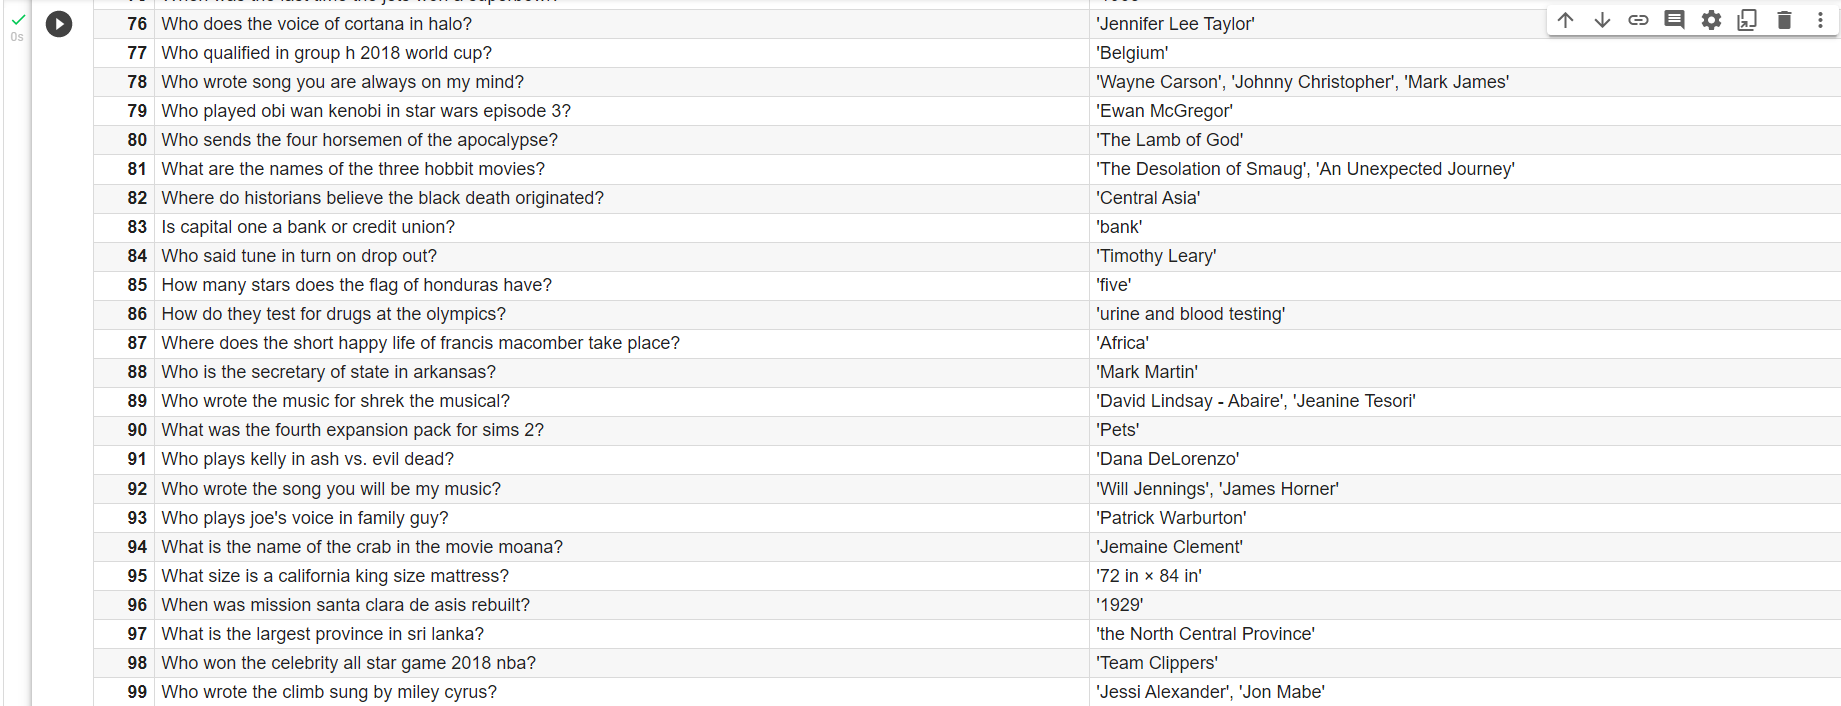 76 Who does the voice of cortana in halo? 'Jennifer Lee Taylor'
0s
77 Who qualified in group h 2018 world cup? 'Belgium'
78 Who wrote song you are always on my mind? 'Wayne Carson', 'Johnny Christopher', 'Mark James'
79 Who played obi wan kenobi in star wars episode 3? 'Ewan McGregor'
80 Who sends the four horsemen of the apocalypse? 'The Lamb of God'
81 What are the names of the three hobbit movies? 'The Desolation of Smaug', 'An Unexpected Journey'
82 Where do historians believe the black death originated? 'Central Asia'
83 Is capital one a bank or credit union? 'bank'
84 Who said tune in turn on drop out? 'Timothy Leary'
85 How many stars does the flag of honduras have? 'five'
86 How do they test for drugs at the olympics? 'urine and blood testing'
87 Where does the short happy life of francis macomber take place? 'Africa'
88 Who is the secretary of state in arkansas? 'Mark Martin'
89 Who wrote the music for shrek the musical? 'David Lindsay - Abaire', 'Jeanine Tesori'
90 What was the fourth expansion pack for sims 2? 'Pets'
91 Who plays kelly in ash vs. evil dead? 'Dana DeLorenzo'
92 Who wrote the song you will be my music? 'Will Jennings', 'James Horner'
93 Who plays joe's voice in family guy? 'Patrick Warburton'
94 What is the name of the crab in the movie moana? 'Jemaine Clement'
95 What size is a california king size mattress? '72 in × 84 in'
96 When was mission santa clara de asis rebuilt? '1929'
97 What is the largest province in sri lanka? 'the North Central Province'
98 Who won the celebrity all star game 2018 nba? 'Team Clippers'
99 Who wrote the climb sung by miley cyrus? 'Jessi Alexander', 'Jon Mabe'